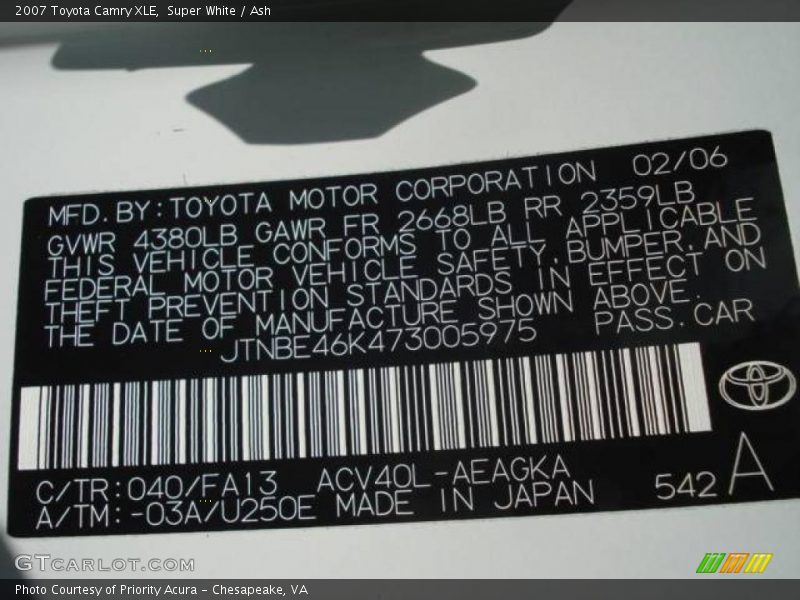 2007 Toyota Camry XLE,  Super White / Ash
MFD. BY: TOYOTA MOTOR CORPORATION 02/06
GVWR 4380LB GAWR FR 2668LB RR 2359LB
THIS VEHICLE CONFORMS TO ALL APPLICABLE
FEDERAL MOTOR VEHICLE SAFETY, BUMPER, AND
THEFT PREVENTION STANDARDS IN EFFECT ON
THE DATE OF MANUFACTURE SHOWN ABOVE.
JTNBE46K473005975 PASS. CAR
C/TR: 040/FA13 ACV40L-AEAGKA
A/TM: -03A/U250E MADE IN JAPAN 542 A
GTCARLOT.COM
Photo Courtesy of Priority Acura - Chesapeake, VA